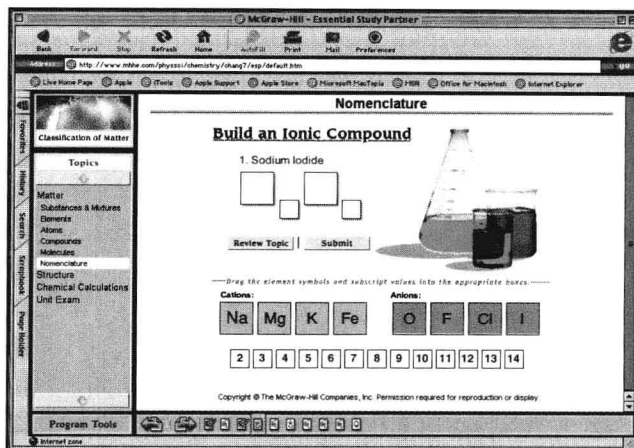 McGraw-Hill - Essential Study Partner
Back Forward Stop Refresh Home AutoFill Print Mail Preferences
Address: http://www.mhhe.com/physsci/chemistry/chang7/esp/default.htm go
Live Home Page Apple iTools Apple Support Apple Store Microsoft MacTopia MSN Office for Macintosh Internet Explorer
Favorites
History
Search
Scrapbook
Page Holder
Classification of Matter
Topics
Matter
Substances & Mixtures
Elements
Atoms
Compounds
Molecules
Nomenclature
Structure
Chemical Calculations
Unit Exam
Nomenclature
Build an Ionic Compound
1. Sodium Iodide
Review Topic Submit
Drag the element symbols and subscript values into the appropriate boxes.
Cations: Anions:
Na Mg K Fe O F Cl I
2 3 4 5 6 7 8 9 10 11 12 13 14
Copyright © The McGraw-Hill Companies, Inc. Permission required for reproduction or display.
Program Tools
Internet zone